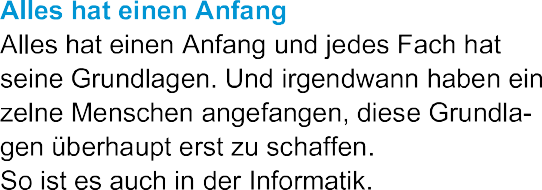 Alles hat einen Anfang
Alles hat einen Anfang und jedes Fach hat
seine Grundlagen. Und irgendwann haben ein
zelne Menschen angefangen, diese Grundla-
gen überhaupt erst zu schaffen.
So ist es auch in der Informatik.